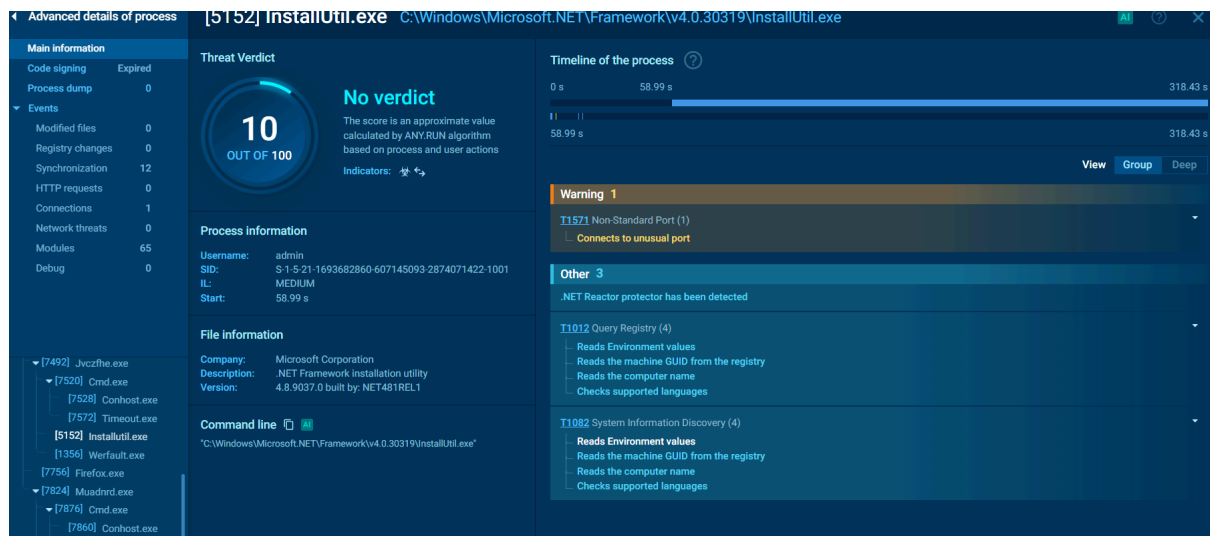 Advanced details of process
[5152] InstallUtil.exe C:\Windows\Microsoft.NET\Framework\v4.0.30319\InstallUtil.exe
AI
Main information
Code signing Expired
Process dump 0
Events
Modified files 0
Registry changes 0
Synchronization 12
HTTP requests 0
Connections 1
Network threats 0
Modules 65
Debug 0
[7492] Jvczfhe.exe
[7520] Cmd.exe
[7528] Conhost.exe
[7572] Timeout.exe
[5152] Installutil.exe
[1356] Werfault.exe
[7756] Firefox.exe
[7824] Muadnrd.exe
[7876] Cmd.exe
[7860] Conhost.exe
Threat Verdict
10
OUT OF 100
No verdict
The score is an approximate value
calculated by ANY.RUN algorithm
based on process and user actions
Indicators:
Process information
Username: admin
SID: S-1-5-21-1693682860-607145093-2874071422-1001
IL: MEDIUM
Start: 58.99 s
File information
Company: Microsoft Corporation
Description: .NET Framework installation utility
Version: 4.8.9037.0 built by: NET481REL1
Command line AI
"C:\Windows\Microsoft.NET\Framework\v4.0.30319\InstallUtil.exe"
Timeline of the process ?
0 s 58.99 s 318.43 s
58.99 s 318.43 s
View Group Deep
Warning 1
T1571 Non-Standard Port (1)
Connects to unusual port
Other 3
.NET Reactor protector has been detected
T1012 Query Registry (4)
Reads Environment values
Reads the machine GUID from the registry
Reads the computer name
Checks supported languages
T1082 System Information Discovery (4)
Reads Environment values
Reads the machine GUID from the registry
Reads the computer name
Checks supported languages